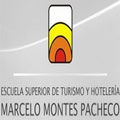 ESCUELA SUPERIOR DE TURISMO Y HOTELERÍA
MARCELO MONTES PACHECO